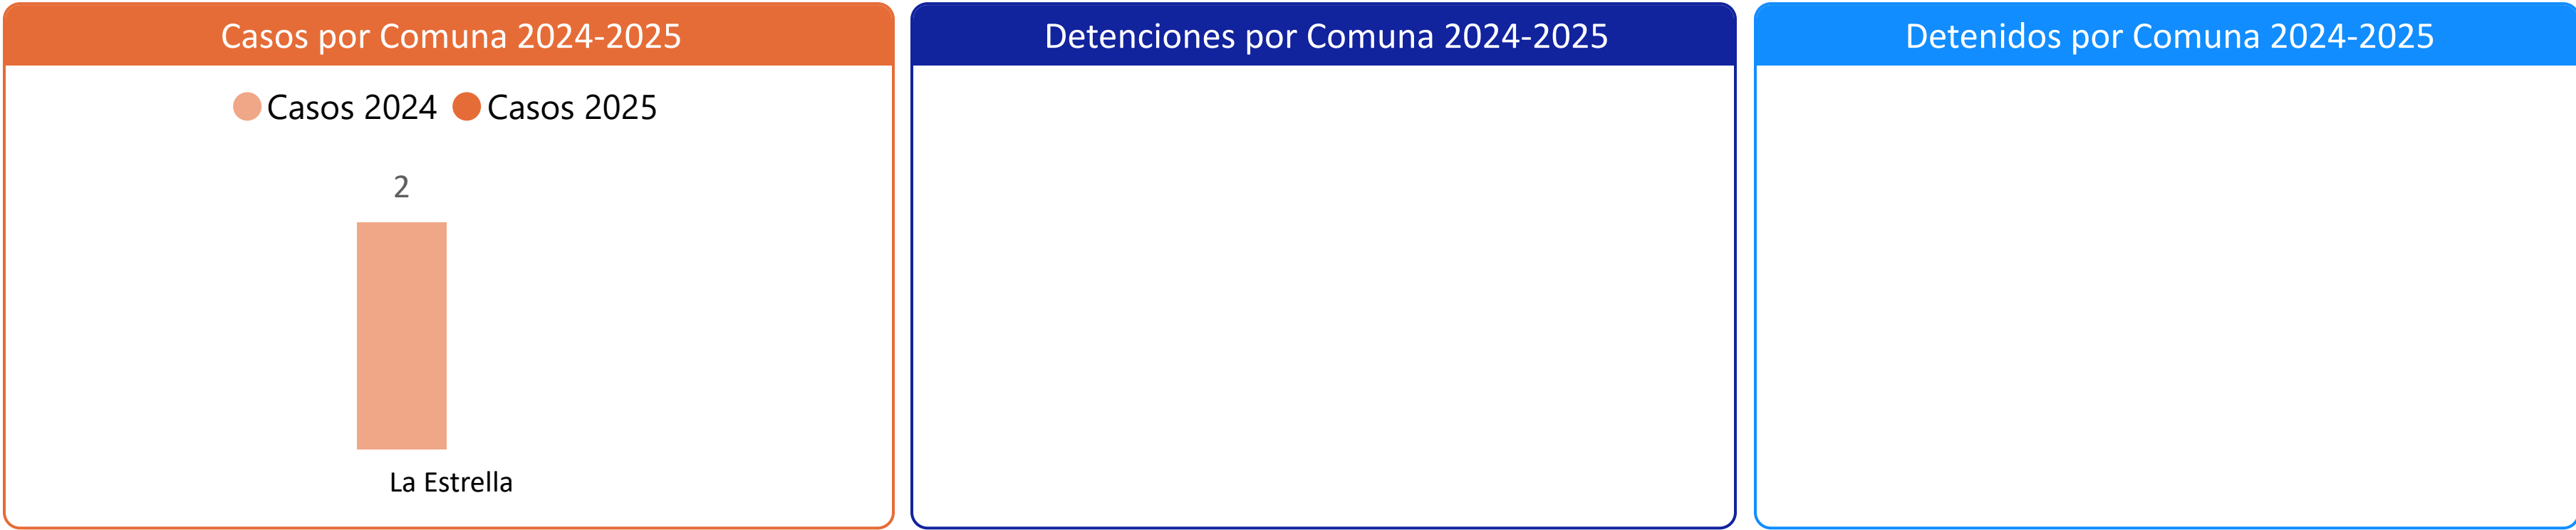 Casos por Comuna 2024-2025
Casos 2024 Casos 2025
2
La Estrella
Detenciones por Comuna 2024-2025
Detenidos por Comuna 2024-2025